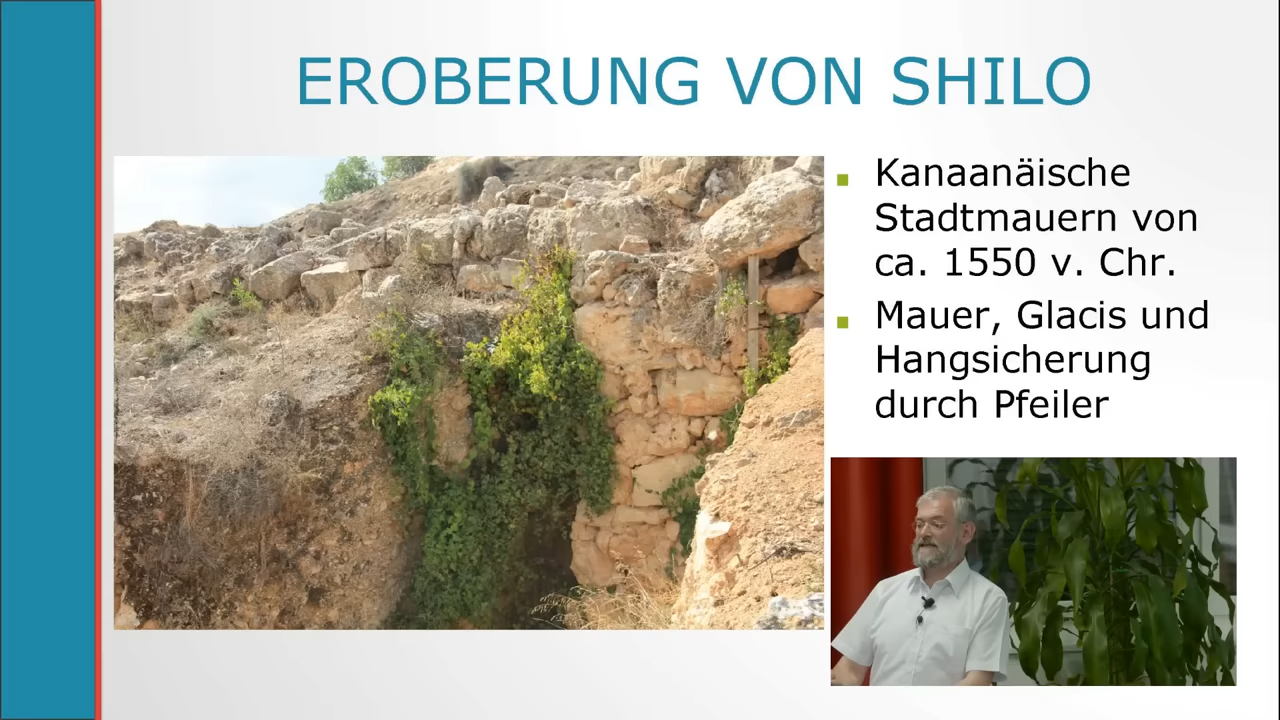 EROBERUNG VON SHILO
Kanaanäische
Stadtmauern von
ca. 1550 v. Chr.
Mauer, Glacis und
Hangsicherung
durch Pfeiler